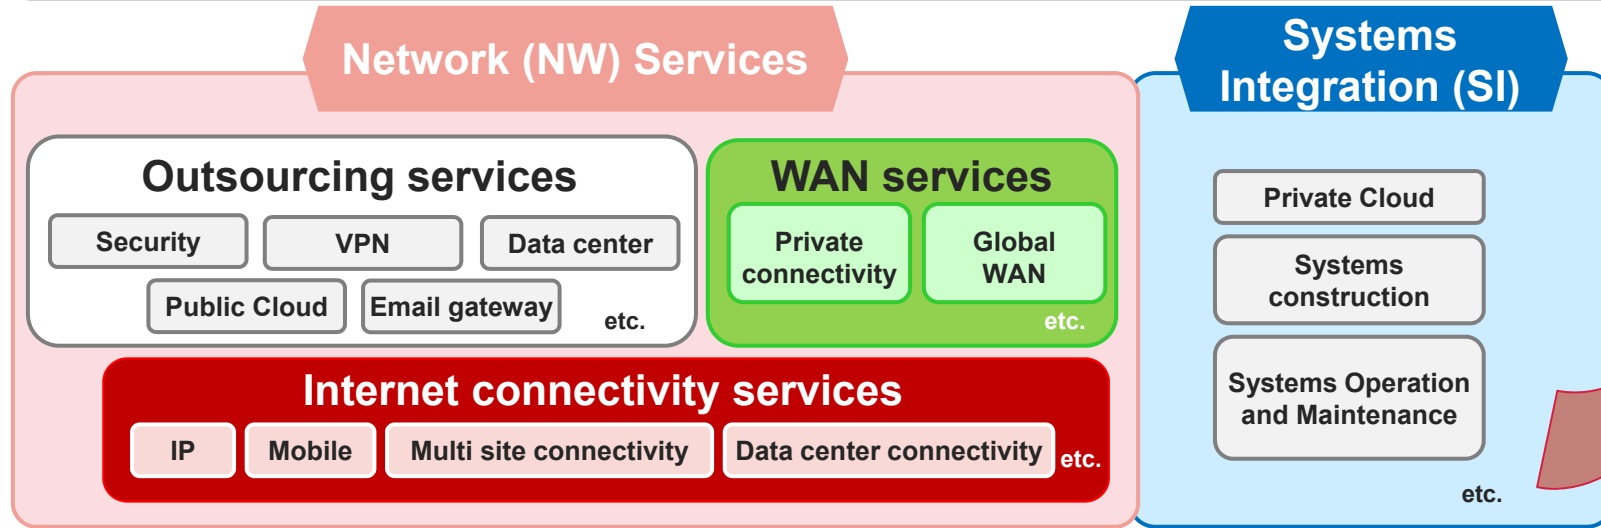 Network (NW) Services
Systems
Integration (SI)
Outsourcing services
Security
VPN
Data center
Public Cloud
Email gateway
etc.
WAN services
Private
connectivity
Global
WAN
etc.
Internet connectivity services
IP
Mobile
Multi site connectivity
Data center connectivity
etc.
Private Cloud
Systems
construction
Systems Operation
and Maintenance
etc.